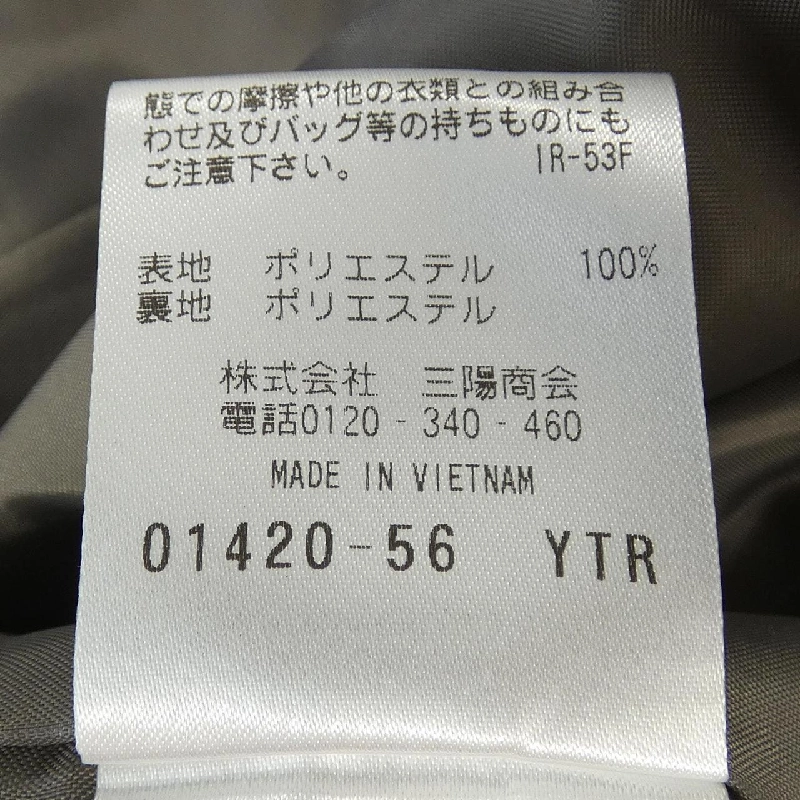 態での摩擦や他の衣類との組み合
わせ及びバッグ等の持ちものにも
ご注意下さい。 IR-53F
表地 ポリエステル 100%
裏地 ポリエステル
株式会社 三陽商会
電話0120-340-460
MADE IN VIETNAM
01420-56 YTR